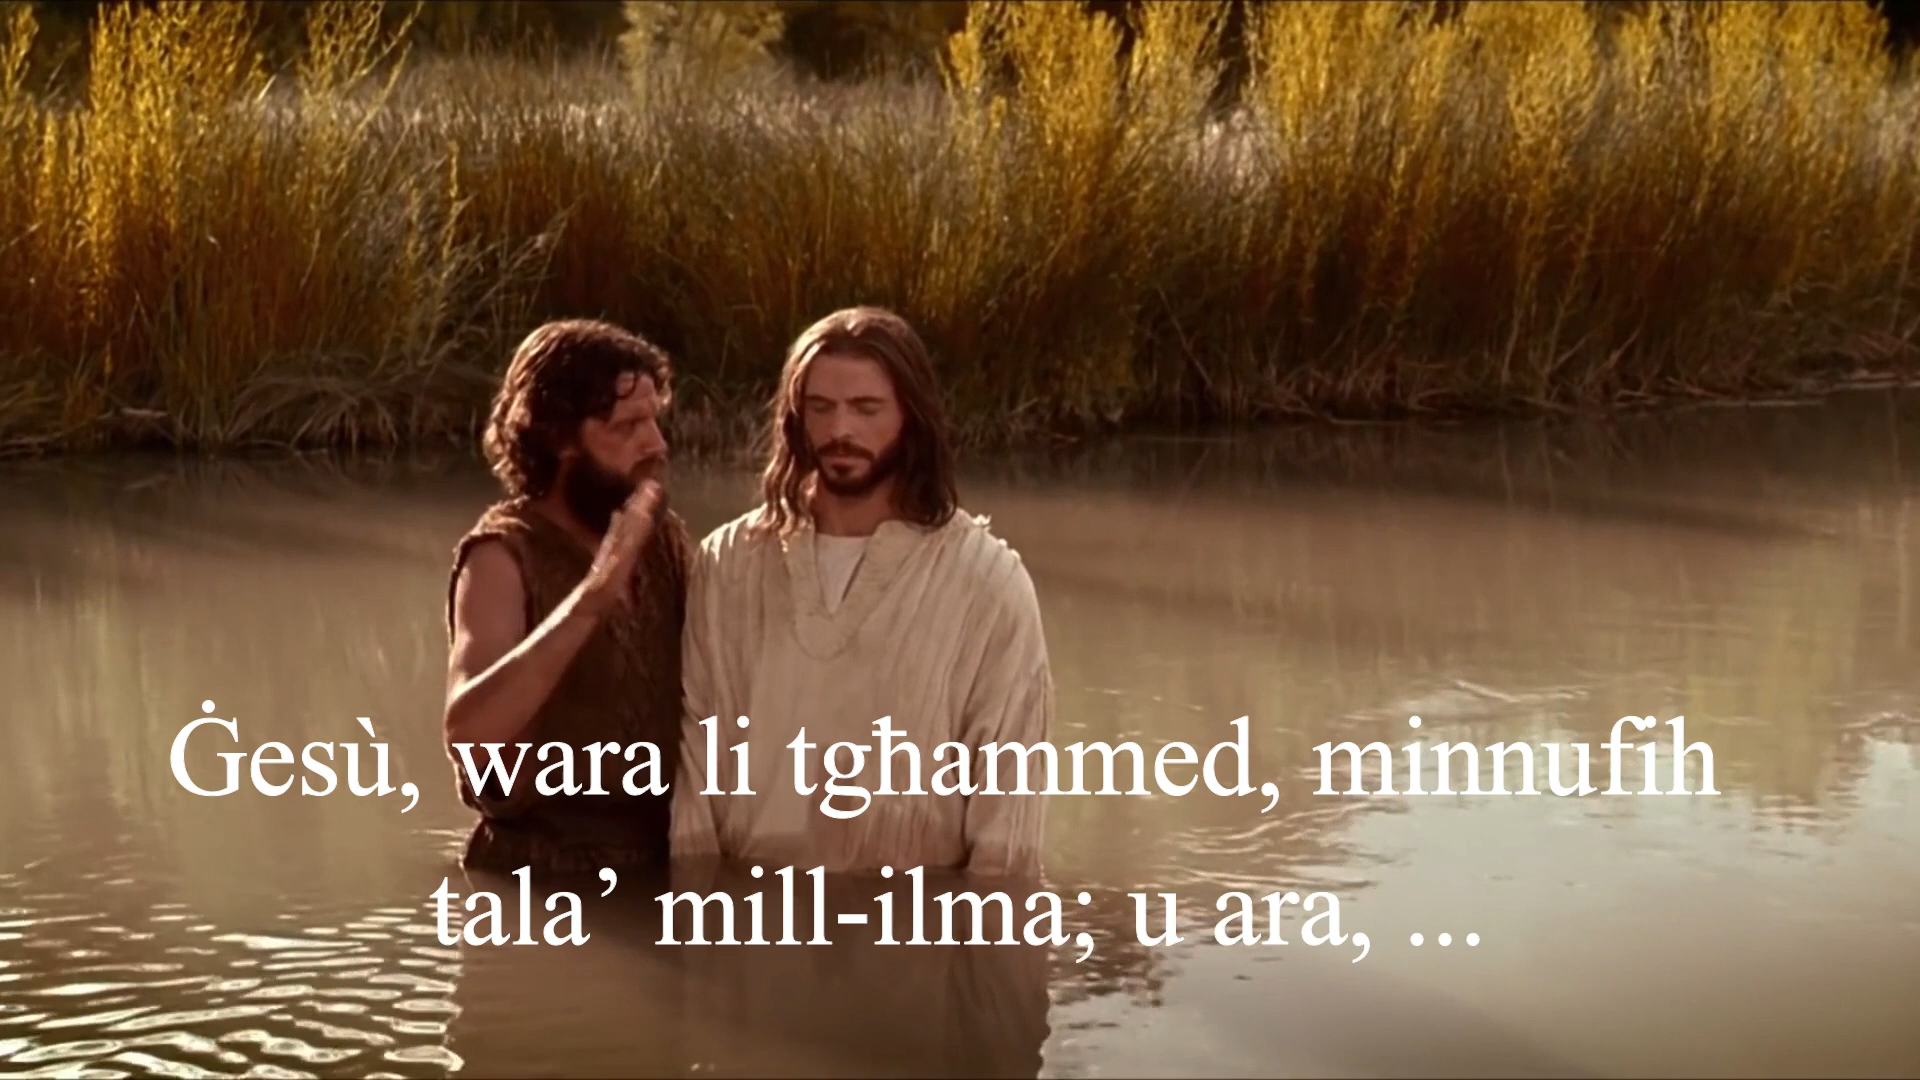 Ġesù, wara li tgħammed, minnufih
tala’ mill-ilma; u ara, ...